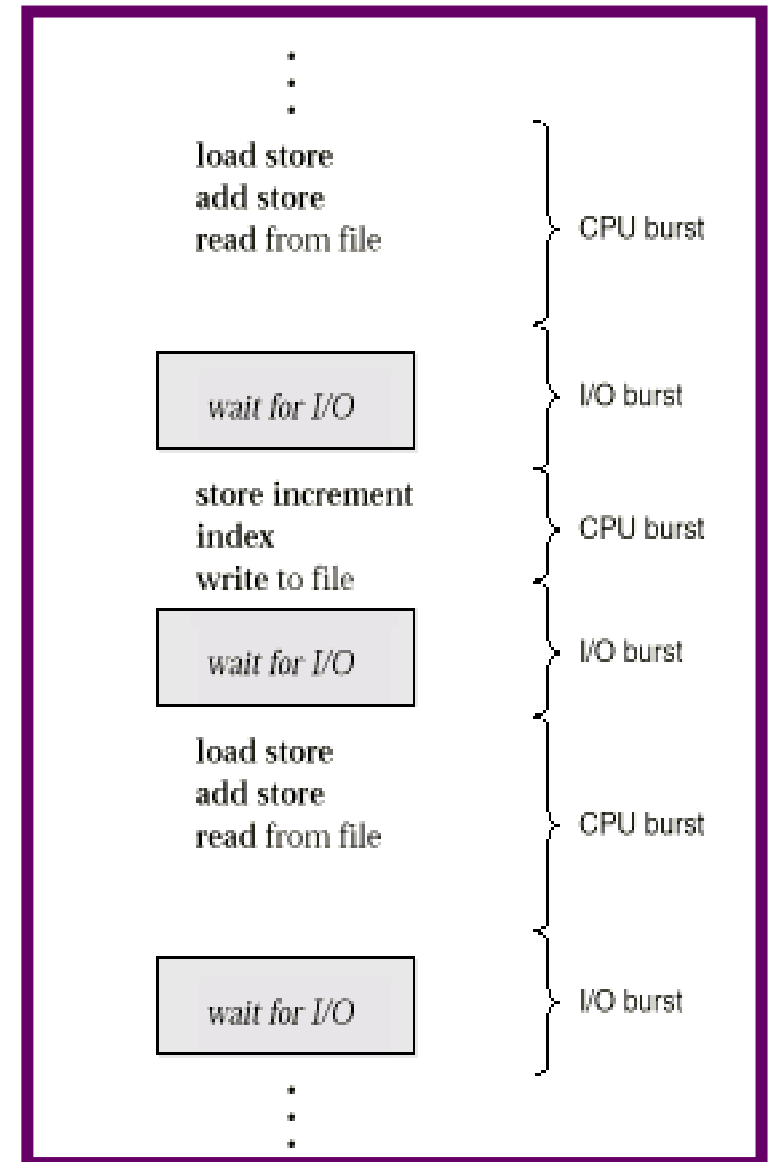 load store
add store
read from file
CPU burst
wait for I/O
I/O burst
store increment
index
write to file
CPU burst
wait for I/O
I/O burst
load store
add store
read from file
CPU burst
wait for I/O
I/O burst